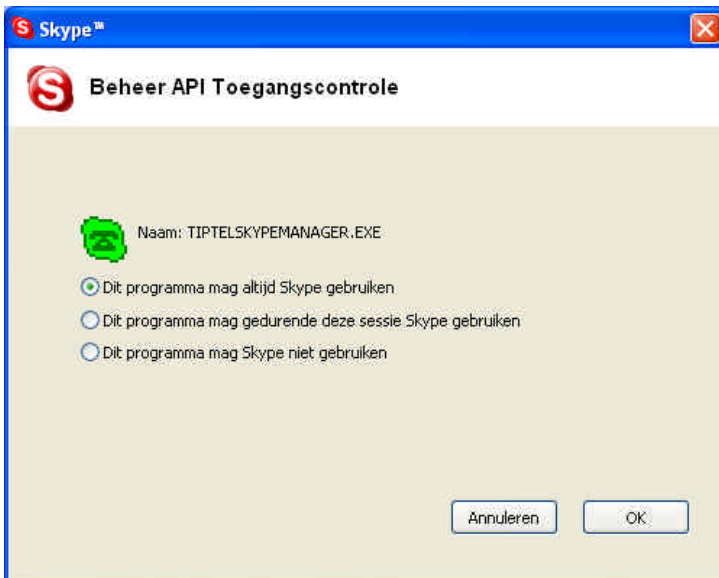 Skype™
Beheer API Toegangscontrole
Naam: TIPTELSKYPEMANAGER.EXE
Dit programma mag altijd Skype gebruiken
Dit programma mag gedurende deze sessie Skype gebruiken
Dit programma mag Skype niet gebruiken
Annuleren
OK